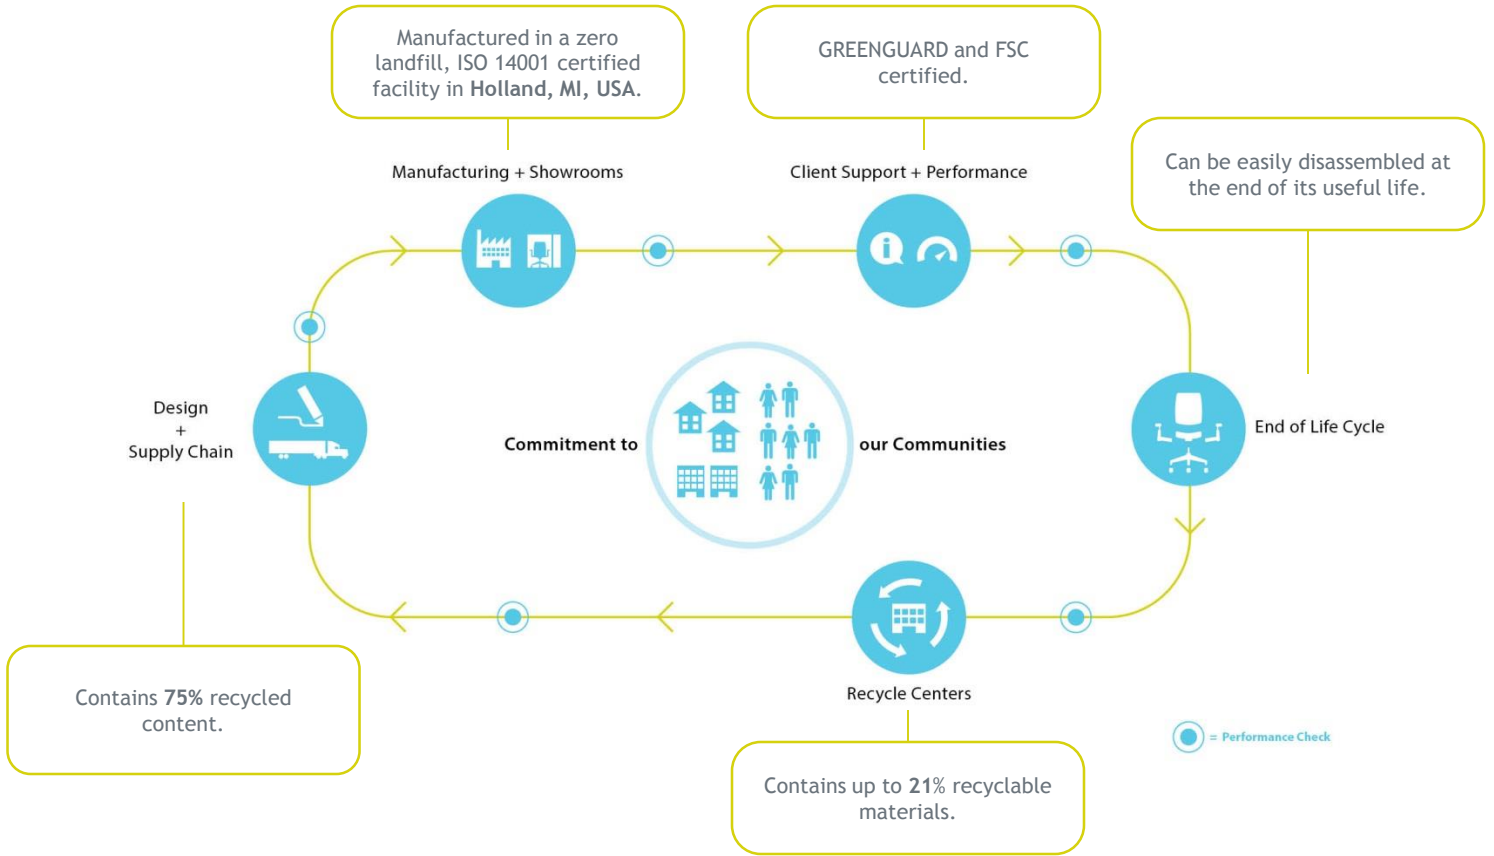 Manufactured in a zero
landfill, ISO 14001 certified
facility in Holland, MI, USA.
GREENGUARD and FSC
certified.
Can be easily disassembled at
the end of its useful life.
Manufacturing + Showrooms
Client Support + Performance
Design
+
Supply Chain
Commitment to
our Communities
End of Life Cycle
Recycle Centers
Contains 75% recycled
content.
= Performance Check
Contains up to 21% recyclable
materials.